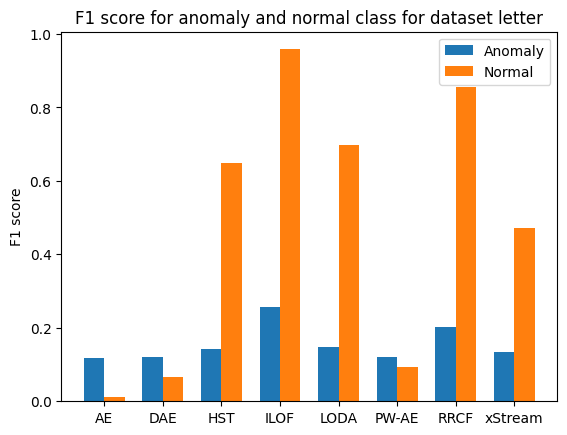 F1 score for anomaly and normal class for dataset letter
Anomaly
Normal
F1 score
1.0
0.8
0.6
0.4
0.2
0.0
AE DAE HST ILOF LODA PW-AE RRCF xStream